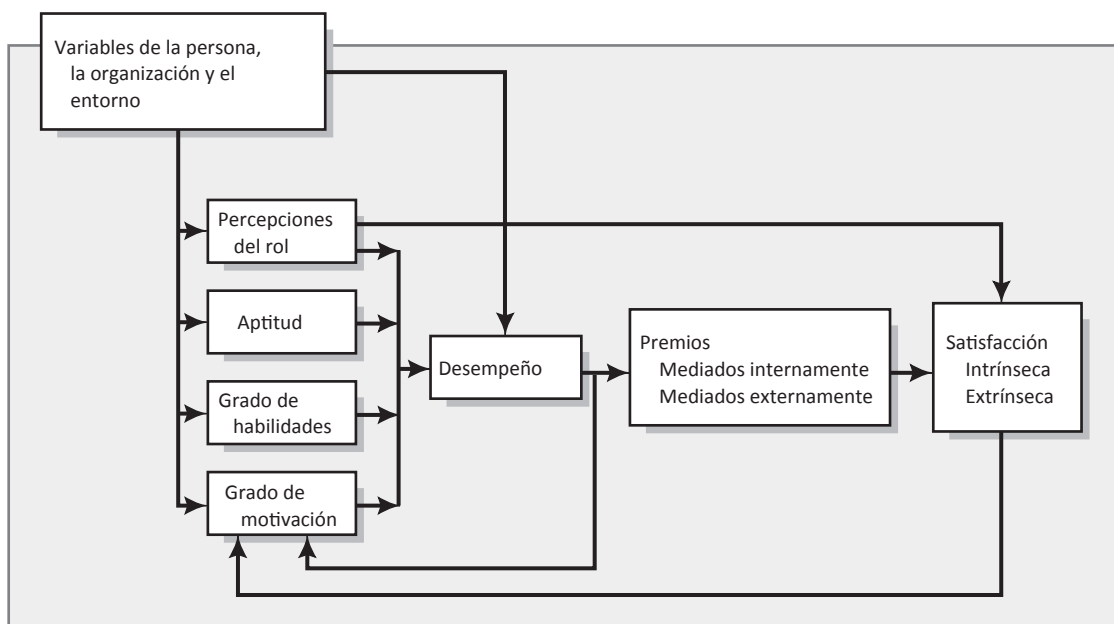 Variables de la persona,
la organización y el
entorno
Percepciones
del rol
Aptitud
Grado de
habilidades
Grado de
motivación
Desempeño
Premios
Mediados internamente
Mediados externamente
Satisfacción
Intrínseca
Extrínseca